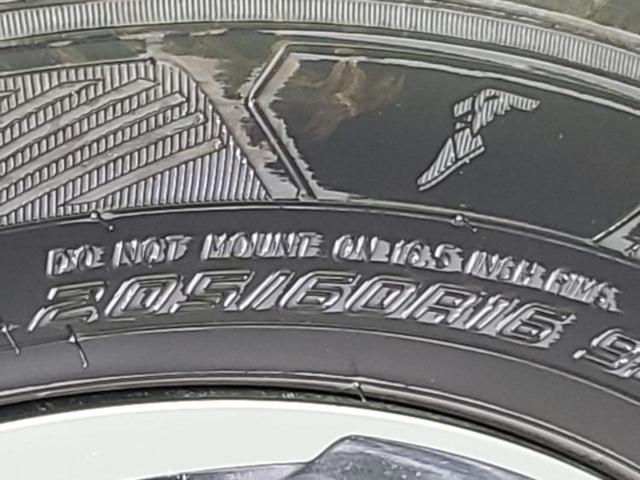 DO NOT MOUNT ON 16.5 INCH RIMS
205/60R16 9